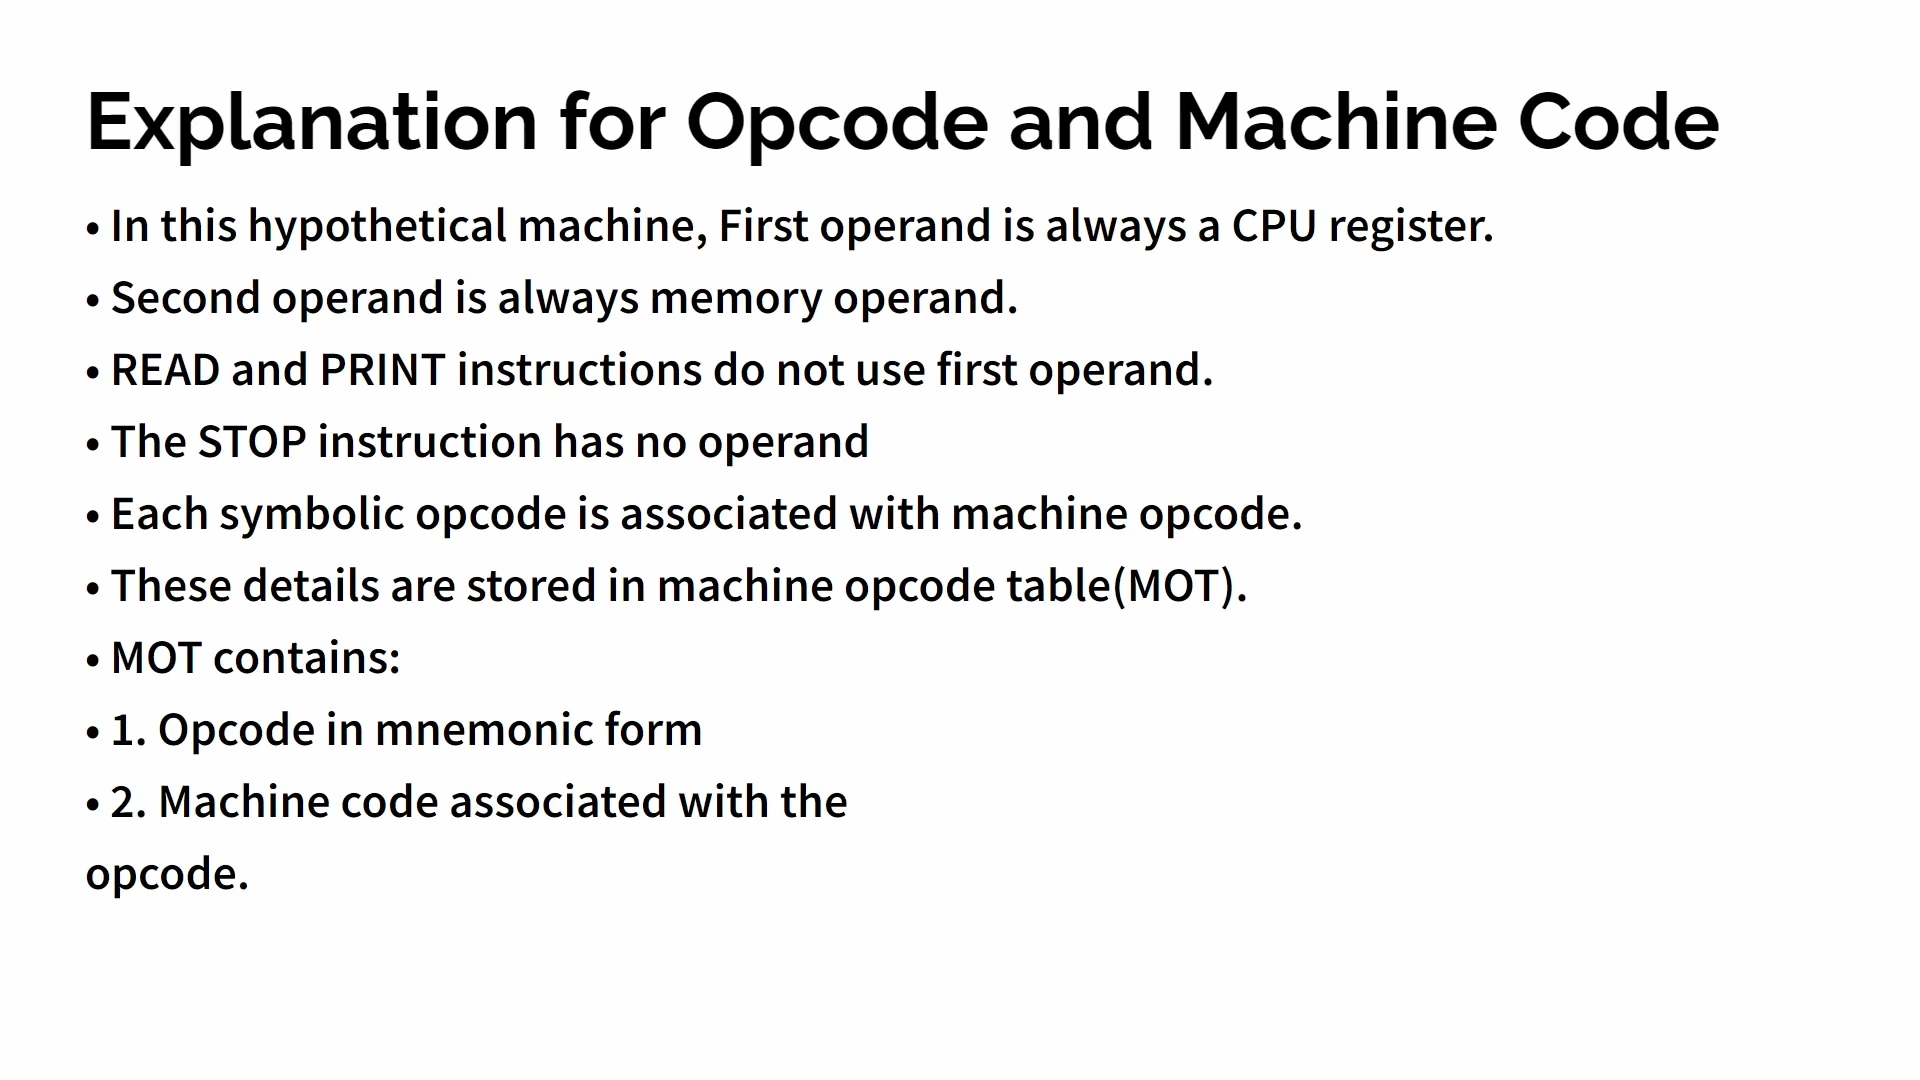 Explanation for Opcode and Machine Code
• In this hypothetical machine, First operand is always a CPU register.
• Second operand is always memory operand.
• READ and PRINT instructions do not use first operand.
• The STOP instruction has no operand
• Each symbolic opcode is associated with machine opcode.
• These details are stored in machine opcode table(MOT).
• MOT contains:
• 1. Opcode in mnemonic form
• 2. Machine code associated with the
opcode.